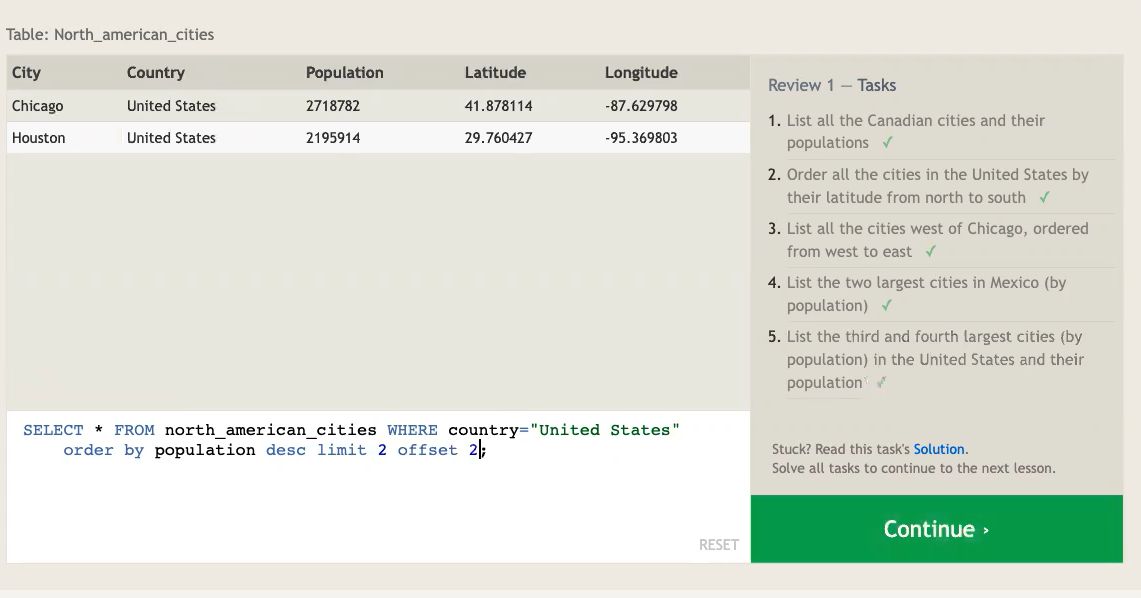 Table: North_american_cities
City Country Population Latitude Longitude
Chicago United States 2718782 41.878114 -87.629798
Houston United States 2195914 29.760427 -95.369803
SELECT * FROM north_american_cities WHERE country="United States"
order by population desc limit 2 offset 2;
RESET
Review 1 — Tasks
1. List all the Canadian cities and their
populations ✓
2. Order all the cities in the United States by
their latitude from north to south ✓
3. List all the cities west of Chicago, ordered
from west to east ✓
4. List the two largest cities in Mexico (by
population) ✓
5. List the third and fourth largest cities (by
population) in the United States and their
population ✓
Stuck? Read this task's Solution.
Solve all tasks to continue to the next lesson.
Continue ›